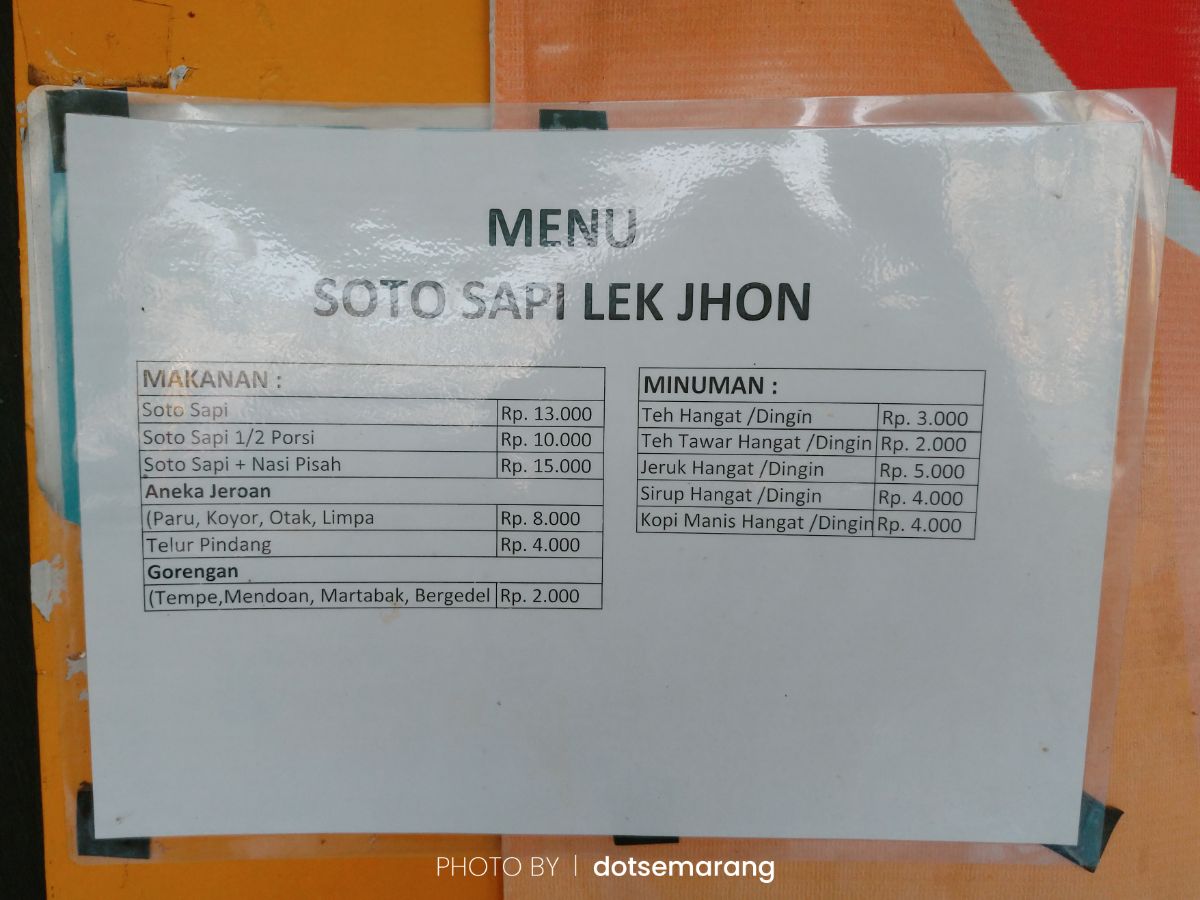 MENU
SOTO SAPI LEK JHON
MAKANAN :
Soto Sapi Rp. 13.000
Soto Sapi 1/2 Porsi Rp. 10.000
Soto Sapi + Nasi Pisah Rp. 15.000
Aneka Jeroan
(Paru, Koyor, Otak, Limpa Rp. 8.000
Telur Pindang Rp. 4.000
Gorengan
(Tempe,Mendoan, Martabak, Bergedel Rp. 2.000
MINUMAN :
Teh Hangat /Dingin Rp. 3.000
Teh Tawar Hangat /Dingin Rp. 2.000
Jeruk Hangat /Dingin Rp. 5.000
Sirup Hangat /Dingin Rp. 4.000
Kopi Manis Hangat /Dingin Rp. 4.000
PHOTO BY | dotsemarang